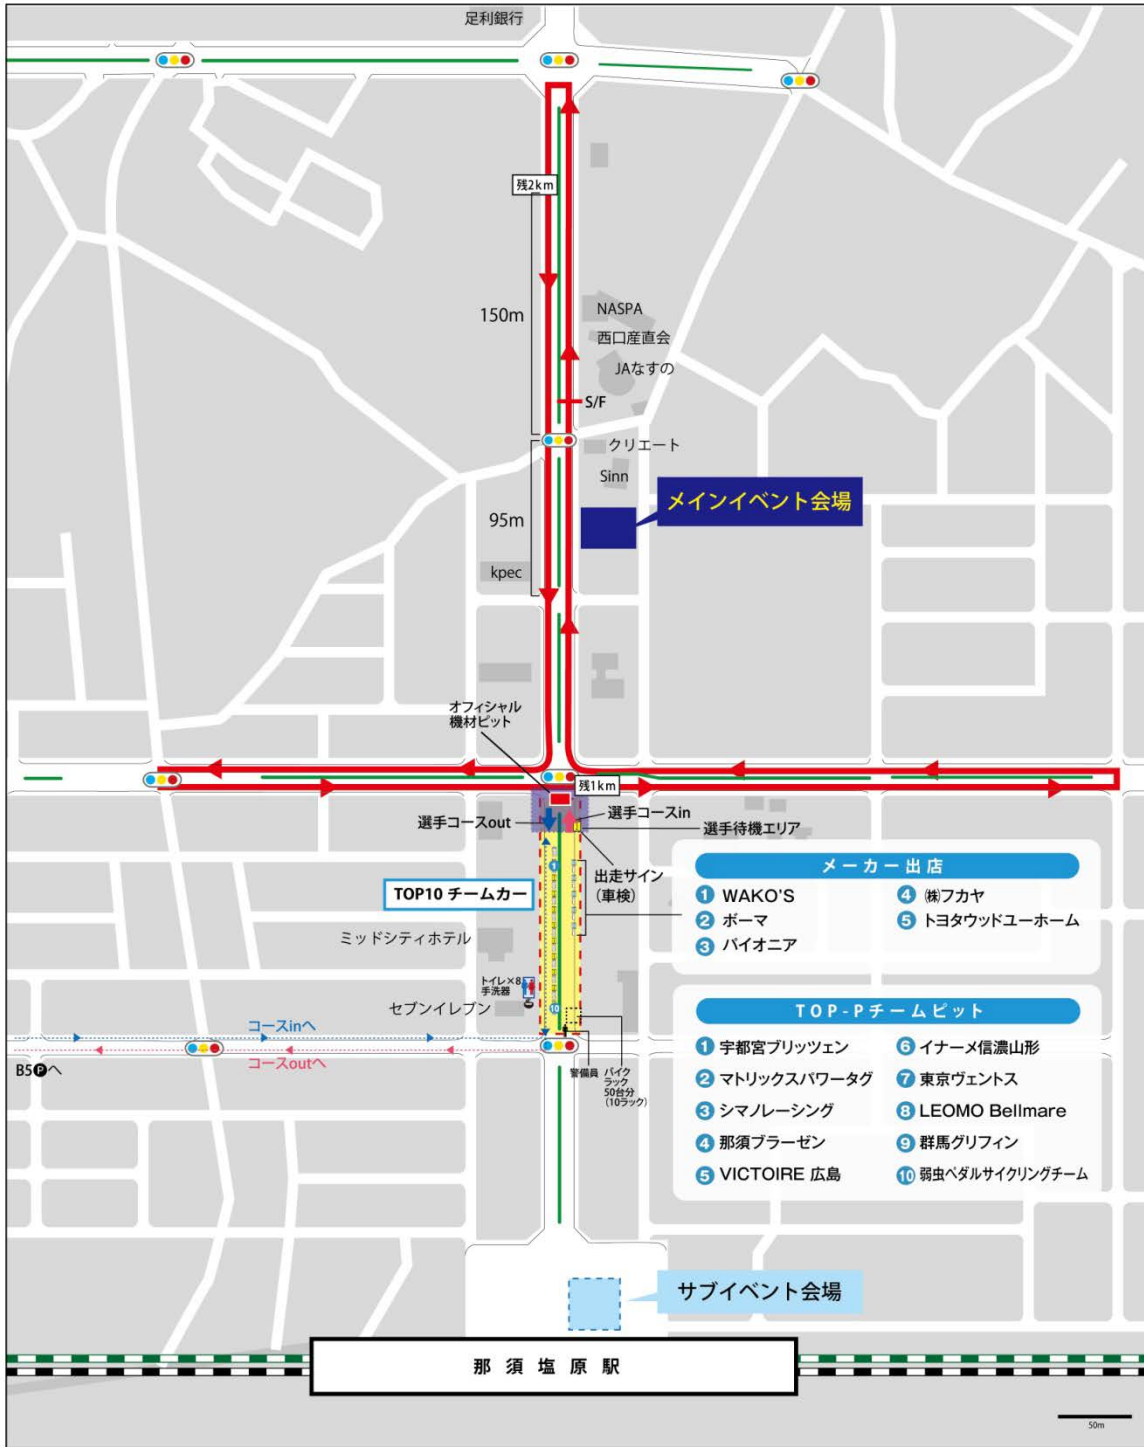 足利銀行
残2km
150m
NASPA
西口産直会
JAなすの
S/F
クリエート
Sinn
メインイベント会場
95m
kpec
オフィシャル
機材ピット
残1km
選手コースout
選手コースin
選手待機エリア
出走サイン
(車検)
TOP10 チームカー
ミッドシティホテル
トイレ×8
手洗器
セブンイレブン
コースinへ
コースoutへ
B5Pへ
警備員
バイク
ラック
50台分
(10ラック)
1
10
メーカー出店
1 WAKO'S
2 ボーマ
3 パイオニア
4 ㈱フカヤ
5 トヨタウッドユーホーム
TOP-Pチームピット
1 宇都宮ブリッツェン
2 マトリックスパワータグ
3 シマノレーシング
4 那須ブラーゼン
5 VICTOIRE 広島
6 イナーメ信濃山形
7 東京ヴェントス
8 LEOMO Bellmare
9 群馬グリフィン
10 弱虫ペダルサイクリングチーム
サブイベント会場
那須塩原駅
50m